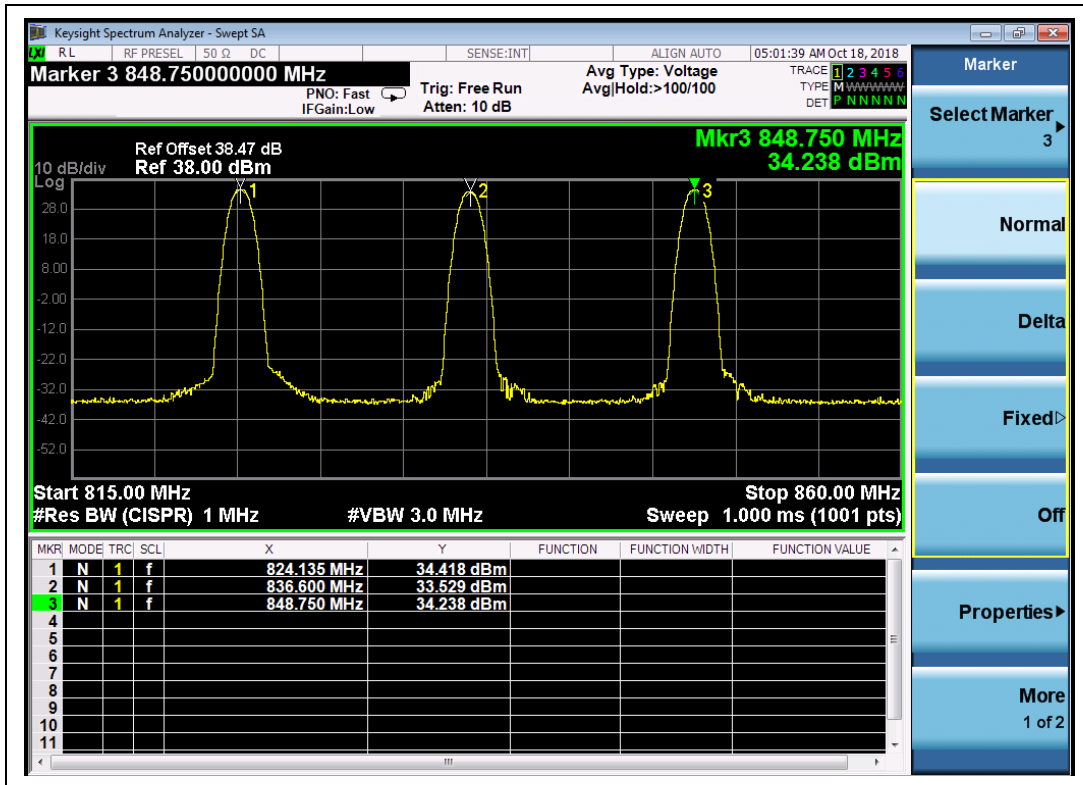 Keysight Spectrum Analyzer - Swept SA
LXI RL RF PRESEL 50 Ω DC SENSE:INT ALIGN AUTO 05:01:39 AM Oct 18, 2018
Marker 3 848.750000000 MHz
PNO: Fast
IFGain:Low
Trig: Free Run
Atten: 10 dB
Avg Type: Voltage
Avg|Hold:>100/100
TRACE 1 2 3 4 5 6
TYPE M WWWWW
DET P N N N N N
Mkr3 848.750 MHz
34.238 dBm
Ref Offset 38.47 dB
10 dB/div Ref 38.00 dBm
Log
1
2
3
28.0
18.0
8.00
-2.00
-12.0
-22.0
-32.0
-42.0
-52.0
Start 815.00 MHz Stop 860.00 MHz
#Res BW (CISPR) 1 MHz #VBW 3.0 MHz Sweep 1.000 ms (1001 pts)
MKR MODE TRC SCL X Y FUNCTION FUNCTION WIDTH FUNCTION VALUE
1 N 1 f 824.135 MHz 34.418 dBm
2 N 1 f 836.600 MHz 33.529 dBm
3 N 1 f 848.750 MHz 34.238 dBm
4
5
6
7
8
9
10
11
Marker
Select Marker
3
Normal
Delta
Fixed
Off
Properties
More
1 of 2